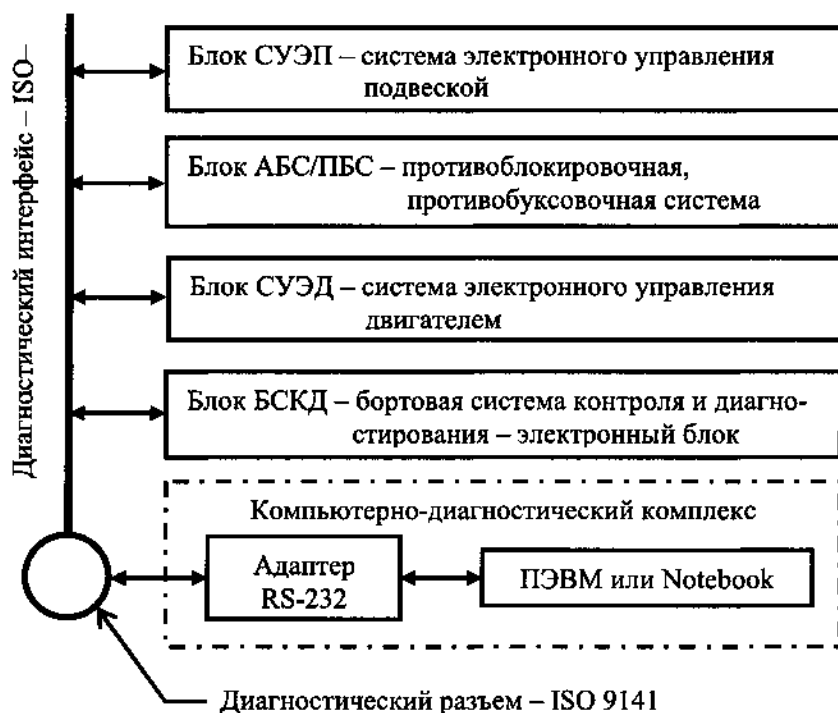 Диагностический интерфейс – ISO–
Блок СУЭП – система электронного управления
подвеской
Блок АБС/ПБС – противоблокировочная,
противобуксовочная система
Блок СУЭД – система электронного управления
двигателем
Блок БСКД – бортовая система контроля и диагно-
стирования – электронный блок
Компьютерно-диагностический комплекс
Адаптер
RS-232
ПЭВМ или Notebook
Диагностический разъем – ISO 9141